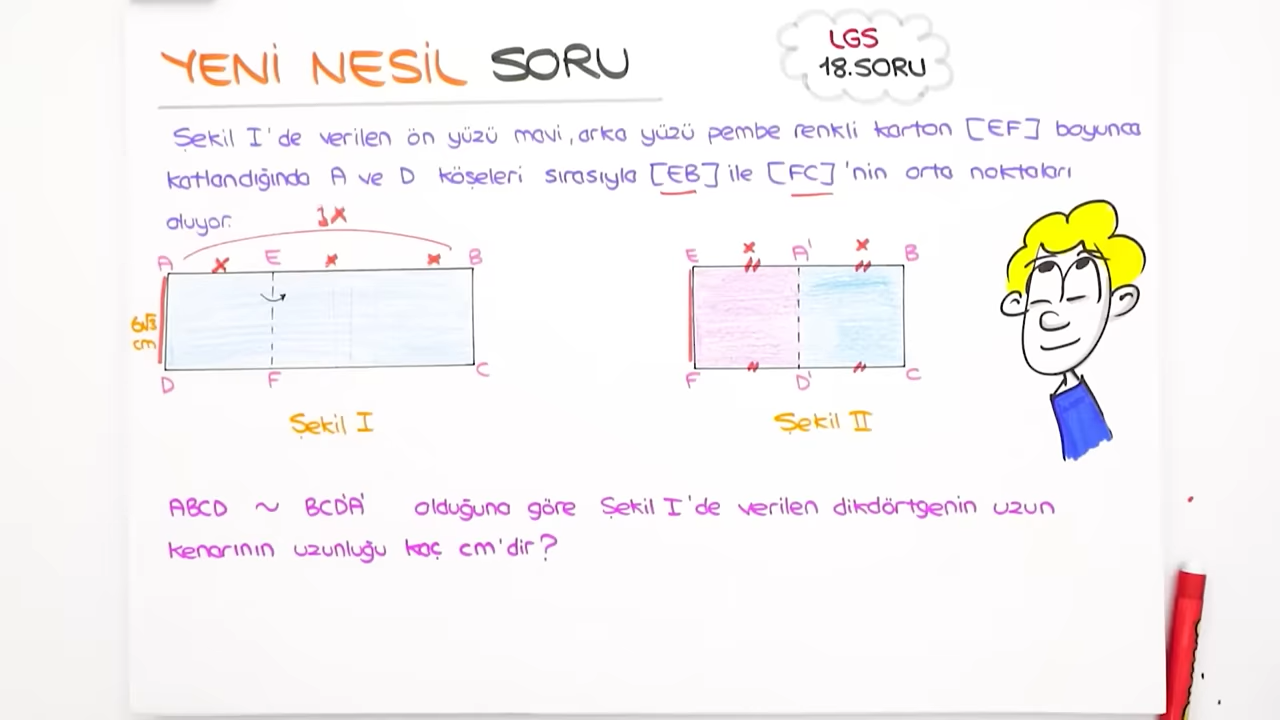 YENİ NESİL SORU
LGS
18.SORU
Şekil I'de verilen ön yüzü mavi, arka yüzü pembe renkli karton [EF] boyunca
katlandığında A ve D köşeleri sırasıyla [EB] ile [FC]'nin orta noktaları
oluyor.
3x
A x E x x B
6√3
cm
D F C
Şekil I
E x A' x B
F D' C
Şekil II
ABCD ~ BCD'A' olduğuna göre Şekil I'de verilen dikdörtgenin uzun
kenarının uzunluğu kaç cm'dir?